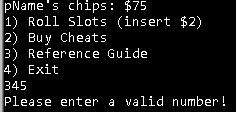 pName's chips: $75
1) Roll Slots (insert $2)
2) Buy Cheats
3) Reference Guide
4) Exit
345
Please enter a valid number!